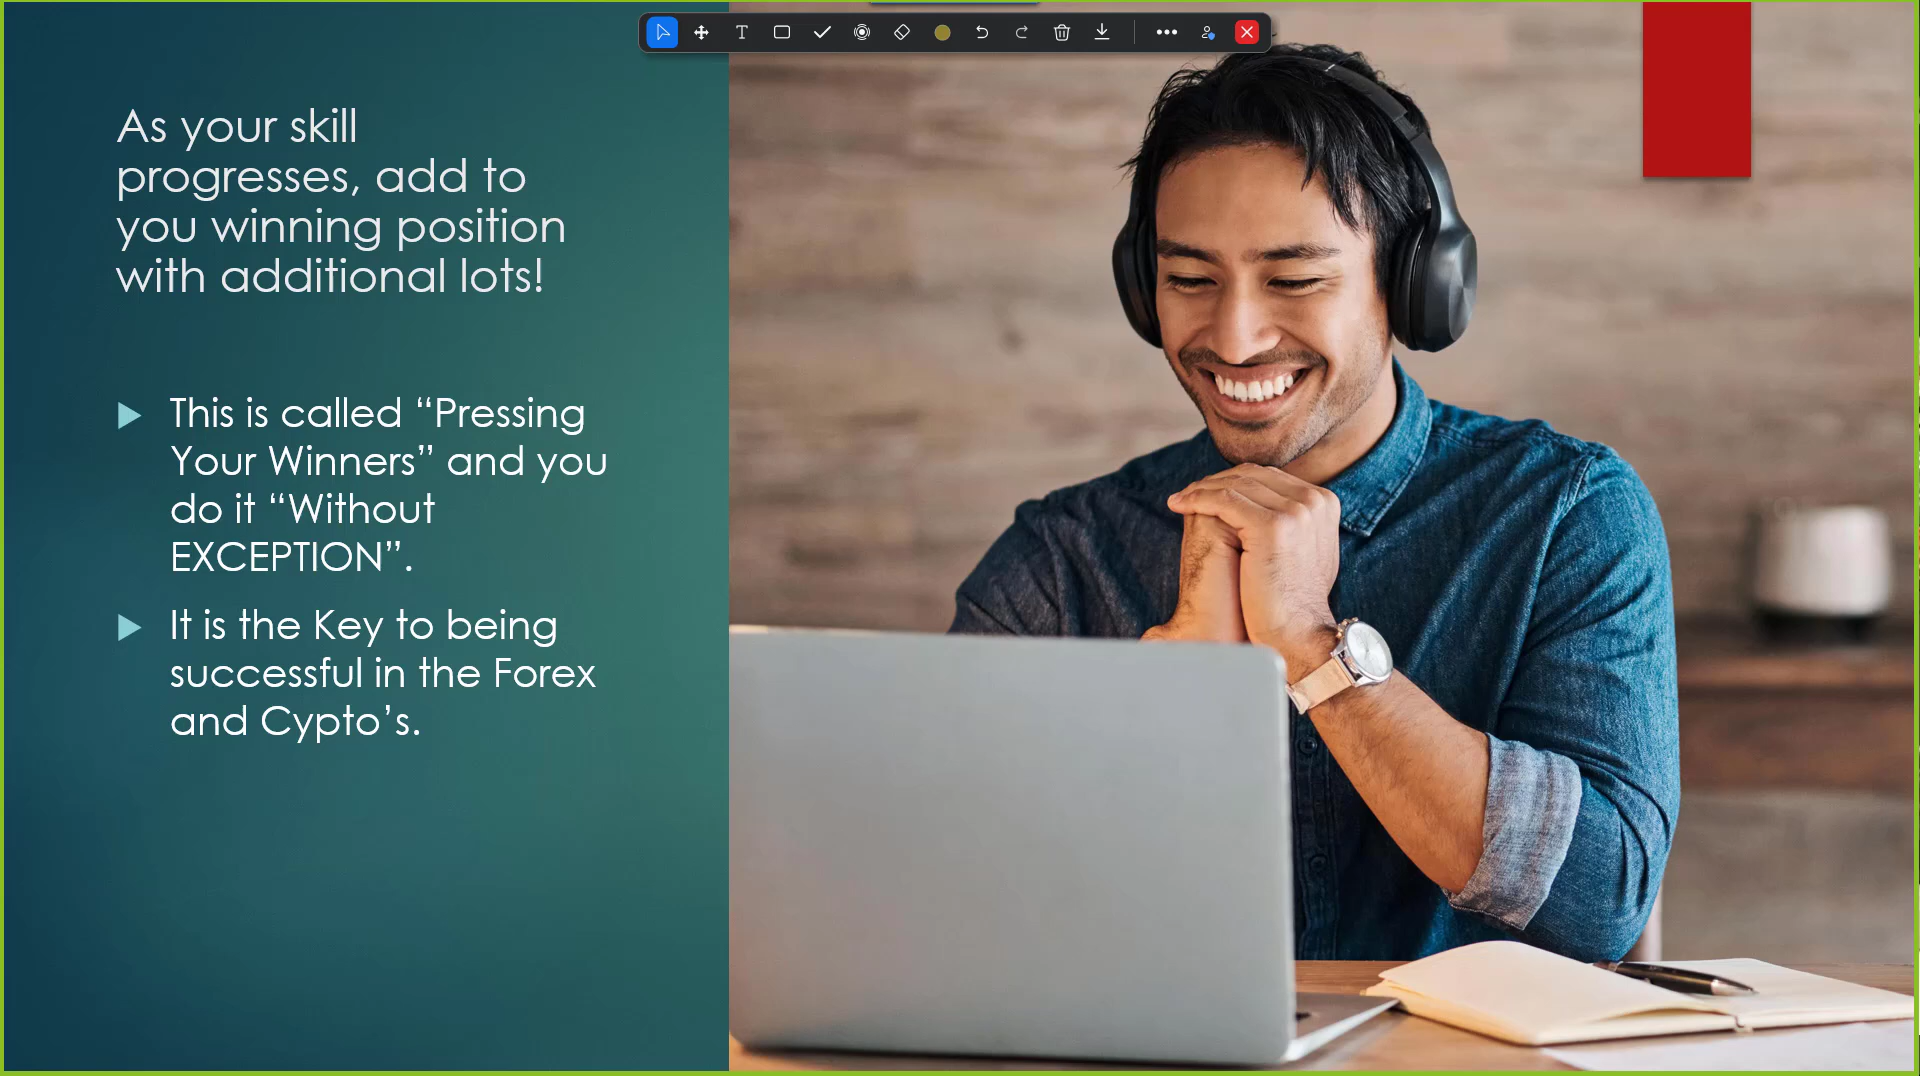 As your skill
progresses, add to
you winning position
with additional lots!
This is called “Pressing
Your Winners” and you
do it “Without
EXCEPTION”.
It is the Key to being
successful in the Forex
and Cypto’s.